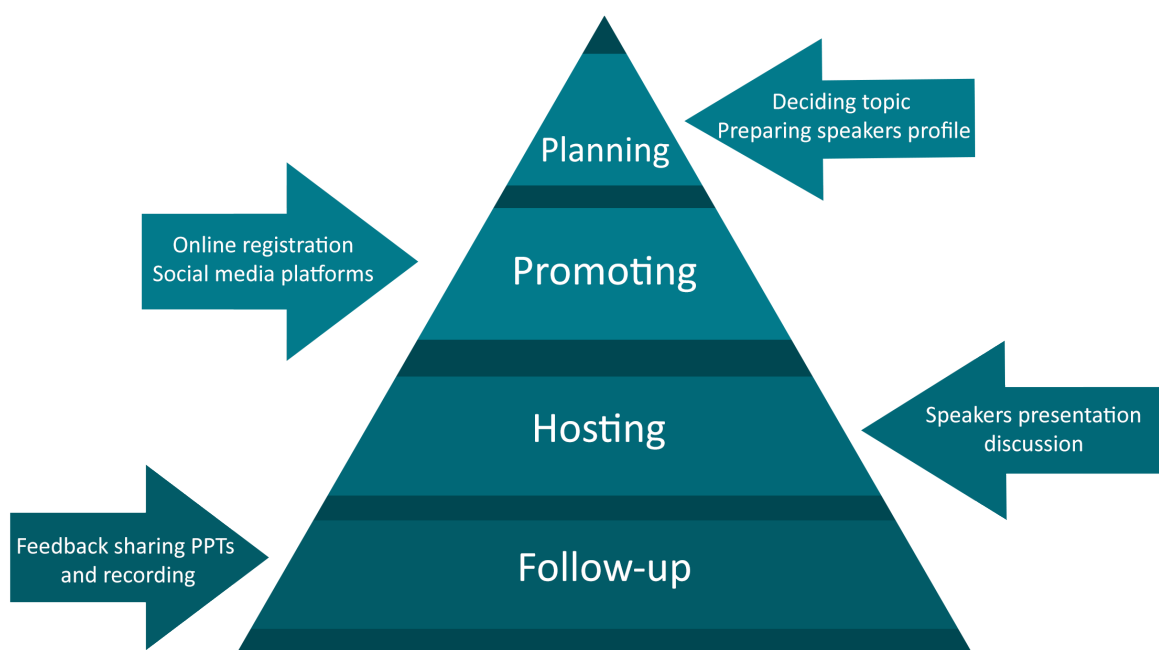 Deciding topic
Preparing speakers profile
Planning
Online registration
Social media platforms
Promoting
Speakers presentation
discussion
Hosting
Feedback sharing PPTs
and recording
Follow-up